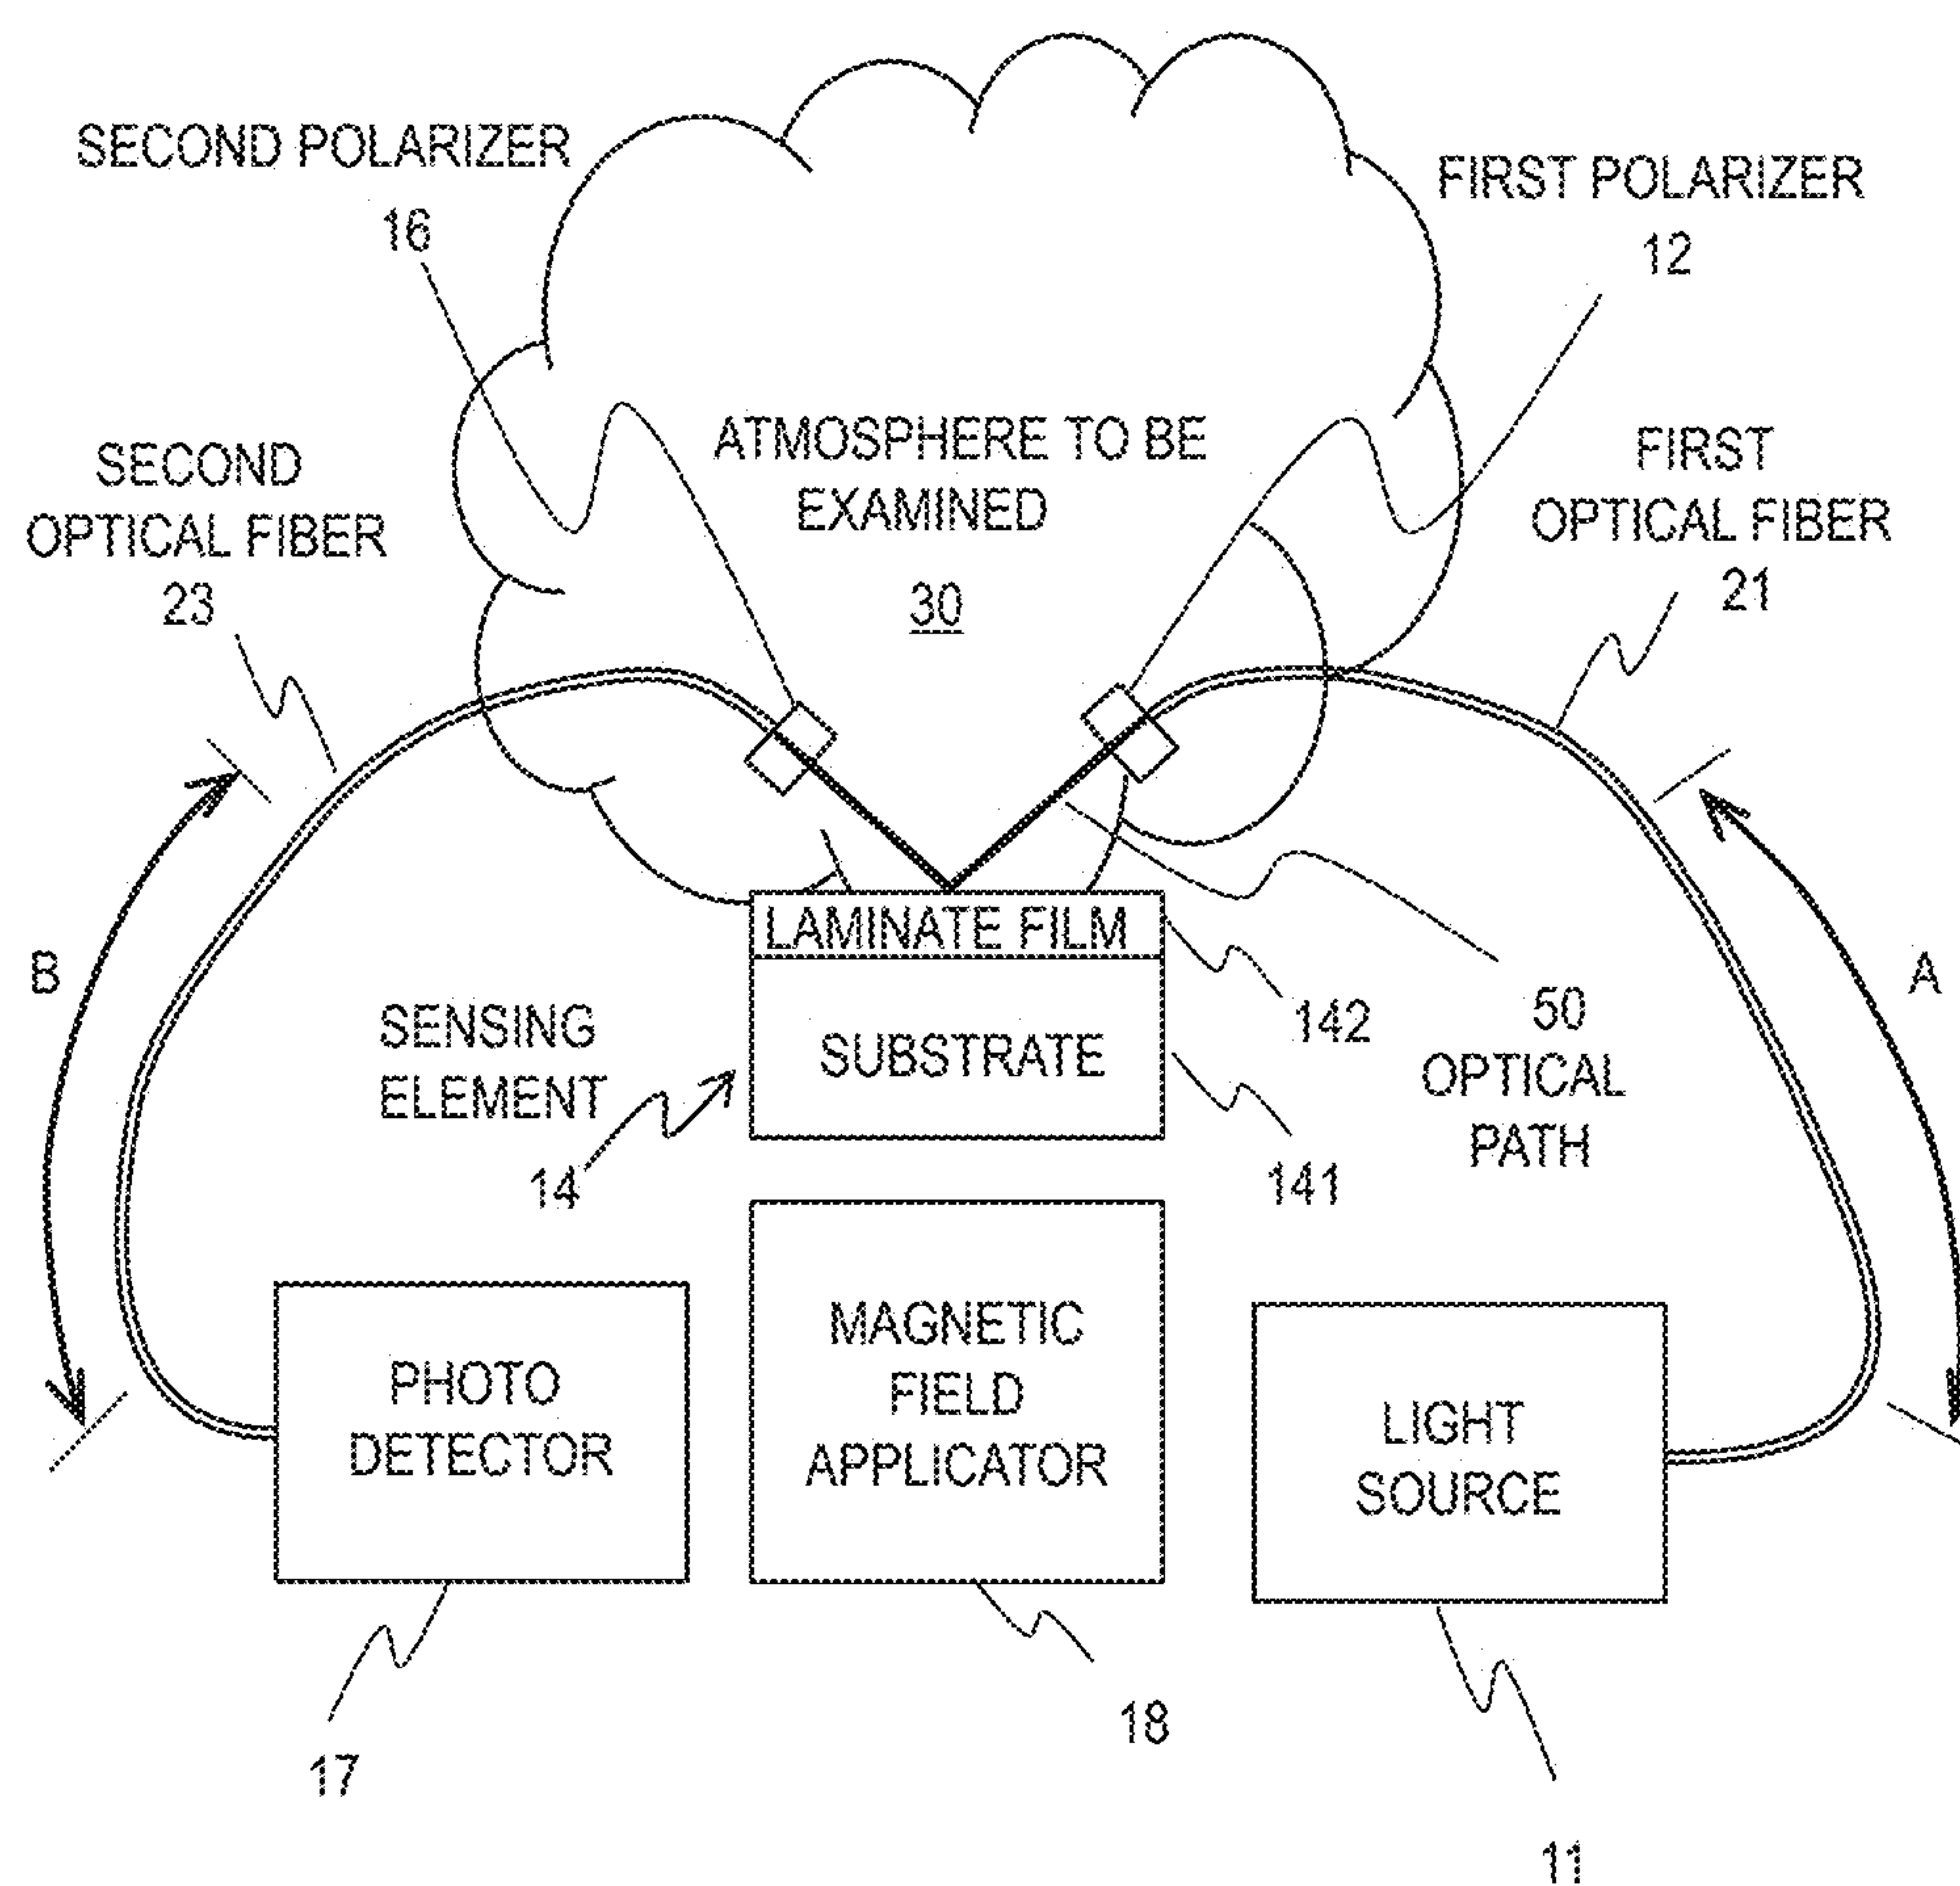 SECOND POLARIZER
16
FIRST POLARIZER
12
ATMOSPHERE TO BE
EXAMINED
30
SECOND
OPTICAL FIBER
23
FIRST
OPTICAL FIBER
21
B
A
LAMINATE FILM
142
SUBSTRATE
141
SENSING
ELEMENT
14
50
OPTICAL
PATH
PHOTO
DETECTOR
17
MAGNETIC
FIELD
APPLICATOR
18
LIGHT
SOURCE
11